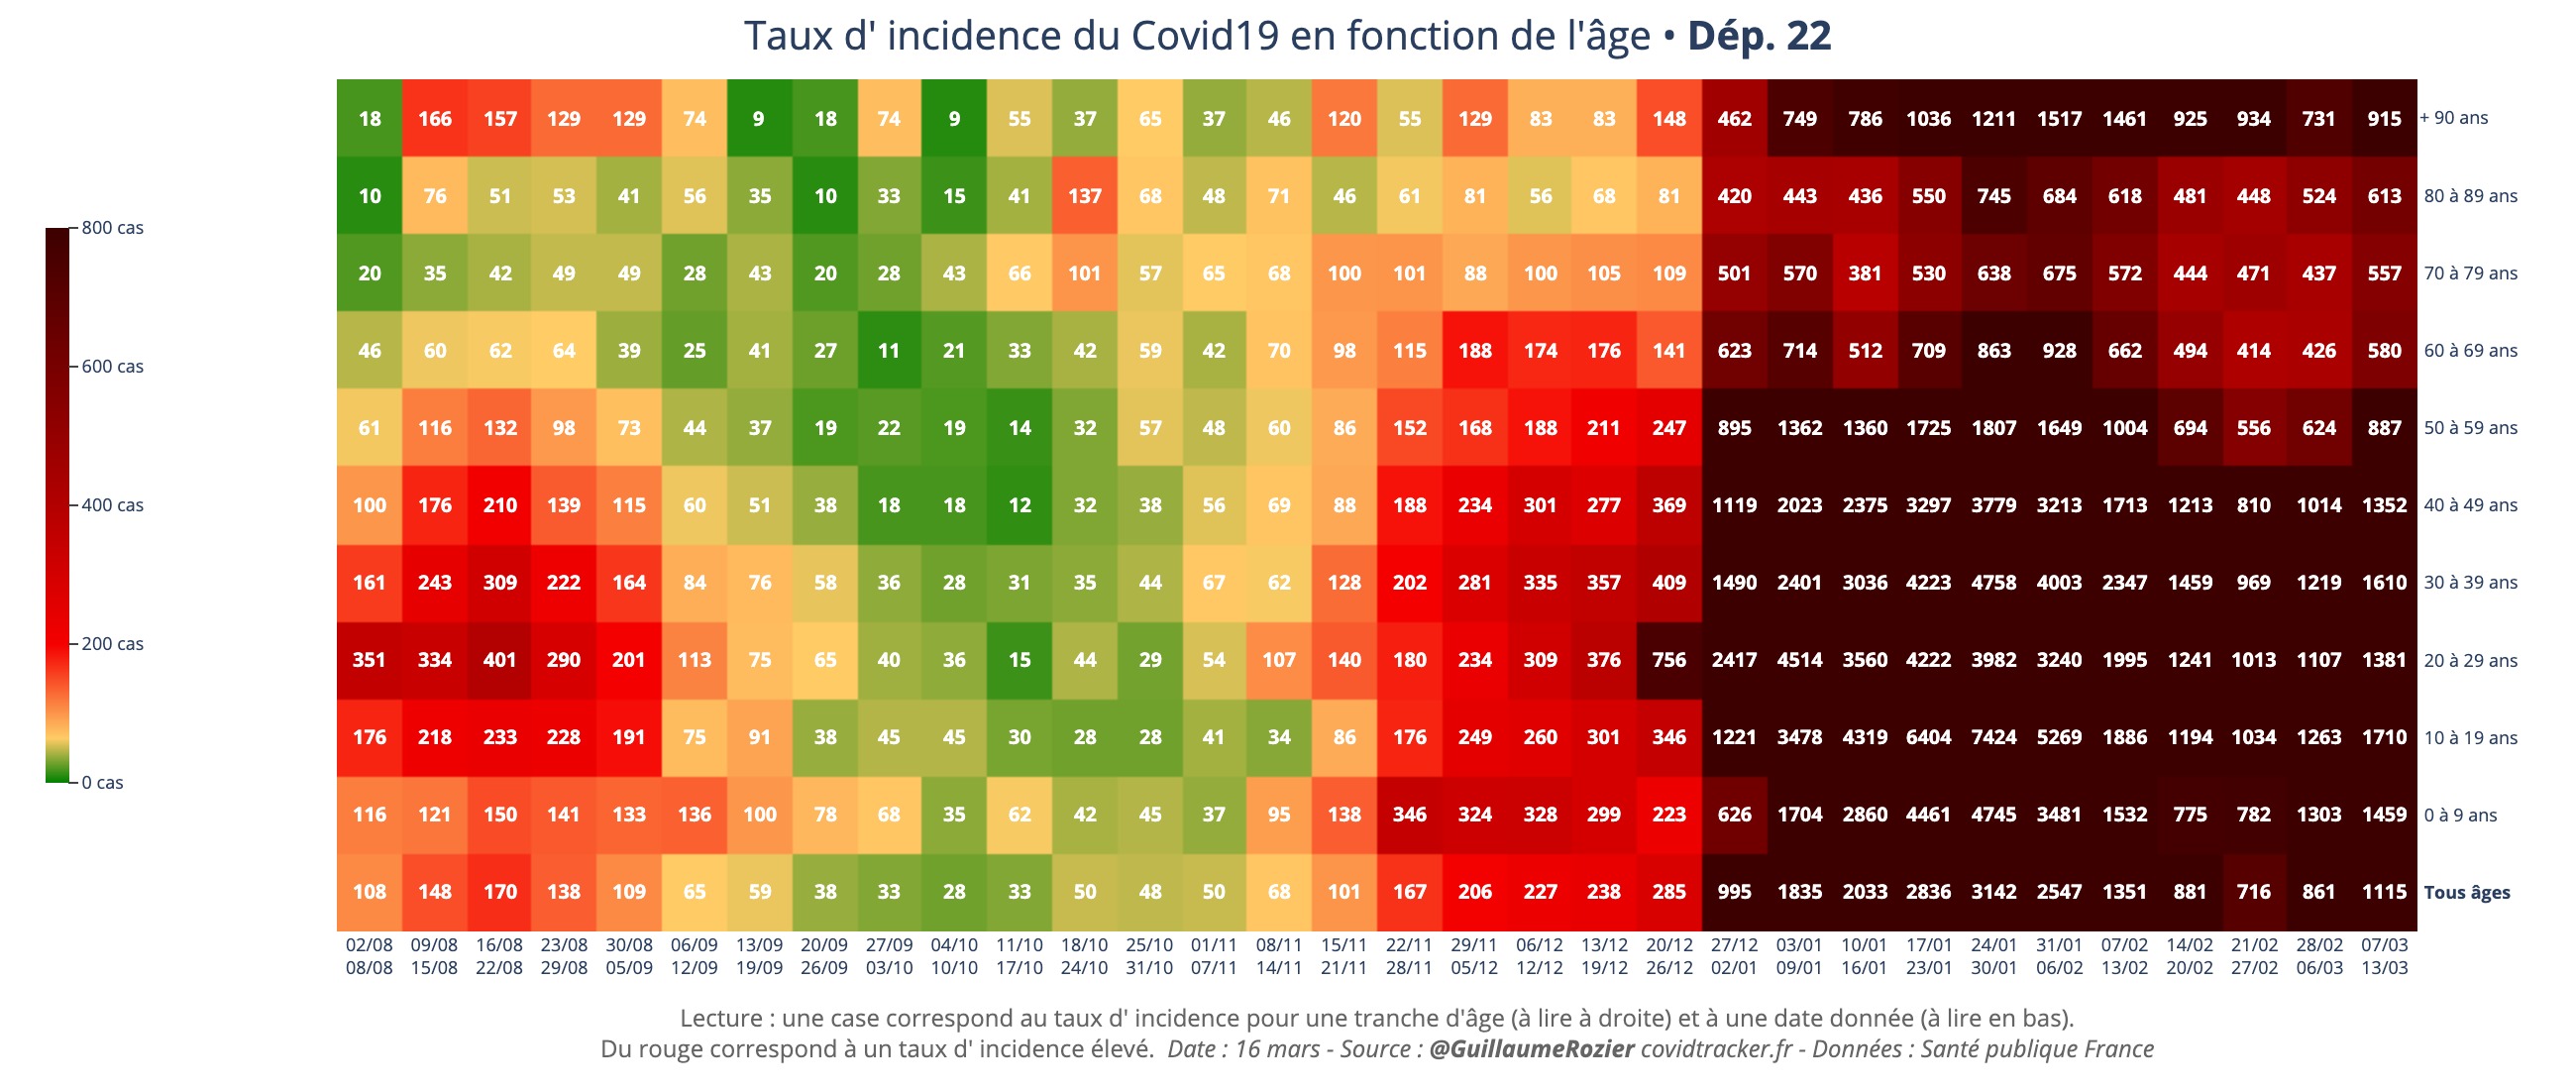 Taux d' incidence du Covid19 en fonction de l'âge • Dép. 22
18 166 157 129 129 74 9 18 74 9 55 37 65 37 46 120 55 129 83 83 148 462 749 786 1036 1211 1517 1461 925 934 731 915 + 90 ans
10 76 51 53 41 56 35 10 33 15 41 137 68 48 71 46 61 81 56 68 81 420 443 436 550 745 684 618 481 448 524 613 80 à 89 ans
20 35 42 49 49 28 43 20 28 43 66 101 57 65 68 100 101 88 100 105 109 501 570 381 530 638 675 572 444 471 437 557 70 à 79 ans
46 60 62 64 39 25 41 27 11 21 33 42 59 42 70 98 115 188 174 176 141 623 714 512 709 863 928 662 494 414 426 580 60 à 69 ans
61 116 132 98 73 44 37 19 22 19 14 32 57 48 60 86 152 168 188 211 247 895 1362 1360 1725 1807 1649 1004 694 556 624 887 50 à 59 ans
100 176 210 139 115 60 51 38 18 18 12 32 38 56 69 88 188 234 301 277 369 1119 2023 2375 3297 3779 3213 1713 1213 810 1014 1352 40 à 49 ans
161 243 309 222 164 84 76 58 36 28 31 35 44 67 62 128 202 281 335 357 409 1490 2401 3036 4223 4758 4003 2347 1459 969 1219 1610 30 à 39 ans
351 334 401 290 201 113 75 65 40 36 15 44 29 54 107 140 180 234 309 376 756 2417 4514 3560 4222 3982 3240 1995 1241 1013 1107 1381 20 à 29 ans
176 218 233 228 191 75 91 38 45 45 30 28 28 41 34 86 176 249 260 301 346 1221 3478 4319 6404 7424 5269 1886 1194 1034 1263 1710 10 à 19 ans
116 121 150 141 133 136 100 78 68 35 62 42 45 37 95 138 346 324 328 299 223 626 1704 2860 4461 4745 3481 1532 775 782 1303 1459 0 à 9 ans
108 148 170 138 109 65 59 38 33 28 33 50 48 50 68 101 167 206 227 238 285 995 1835 2033 2836 3142 2547 1351 881 716 861 1115 Tous âges
02/08 09/08 16/08 23/08 30/08 06/09 13/09 20/09 27/09 04/10 11/10 18/10 25/10 01/11 08/11 15/11 22/11 29/11 06/12 13/12 20/12 27/12 03/01 10/01 17/01 24/01 31/01 07/02 14/02 21/02 28/02 07/03
08/08 15/08 22/08 29/08 05/09 12/09 19/09 26/09 03/10 10/10 17/10 24/10 31/10 07/11 14/11 21/11 28/11 05/12 12/12 19/12 26/12 02/01 09/01 16/01 23/01 30/01 06/02 13/02 20/02 27/02 06/03 13/03
800 cas
600 cas
400 cas
200 cas
0 cas
Lecture : une case correspond au taux d' incidence pour une tranche d'âge (à lire à droite) et à une date donnée (à lire en bas).
Du rouge correspond à un taux d' incidence élevé. Date : 16 mars - Source : @GuillaumeRozier covidtracker.fr - Données : Santé publique France